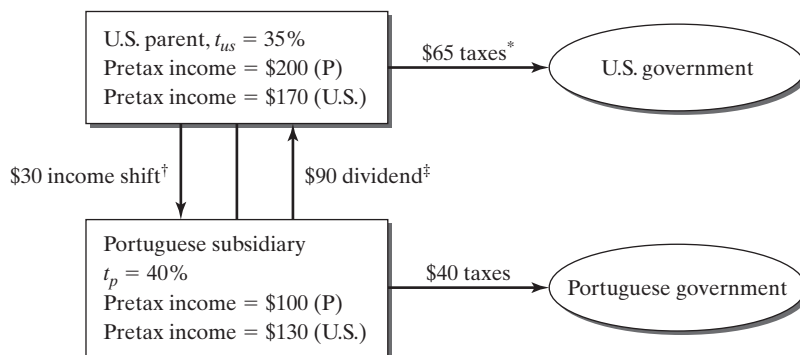 U.S. parent, t_us = 35%
Pretax income = $200 (P)
Pretax income = $170 (U.S.)
$65 taxes*
U.S. government
$30 income shift†
$90 dividend‡
Portuguese subsidiary
t_p = 40%
Pretax income = $100 (P)
Pretax income = $130 (U.S.)
$40 taxes
Portuguese government